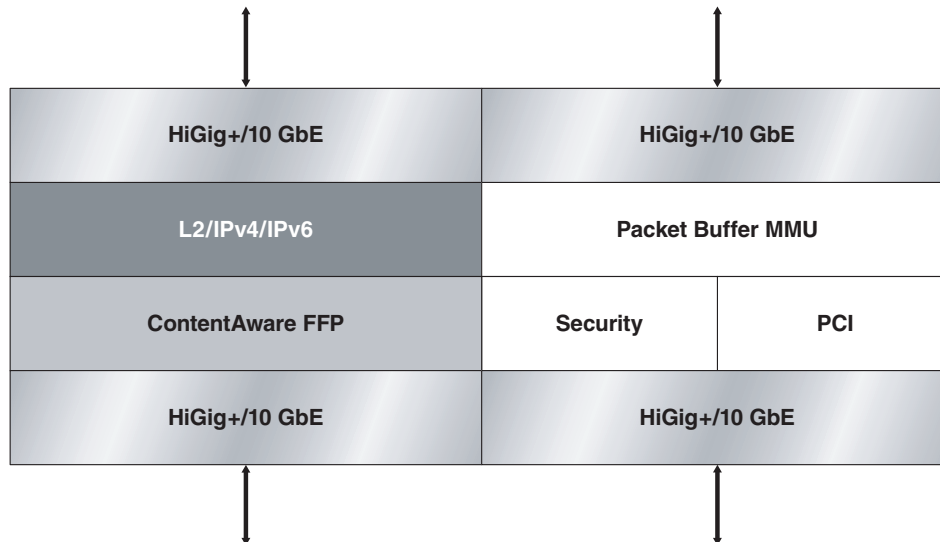 HiGig+/10 GbE
HiGig+/10 GbE
L2/IPv4/IPv6
Packet Buffer MMU
ContentAware FFP
Security
PCI
HiGig+/10 GbE
HiGig+/10 GbE